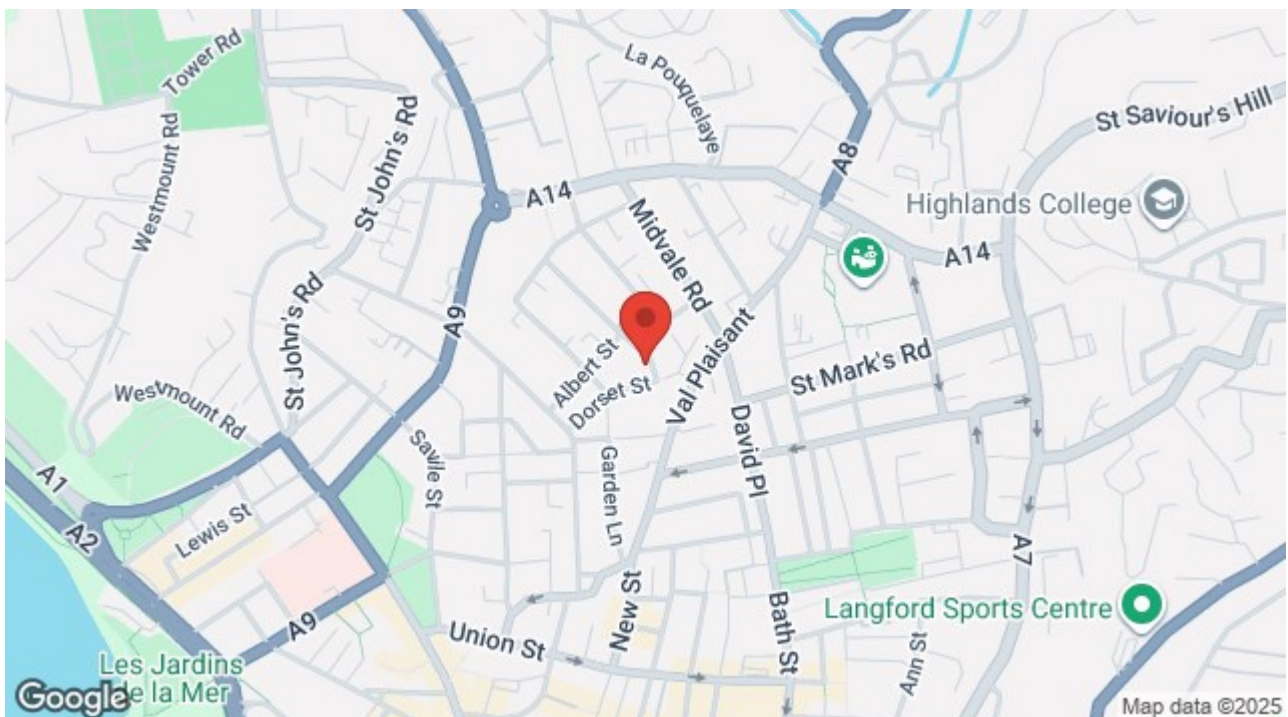 Tower Rd
La Pouquelaye
St Saviour's Hill
Westmount Rd
St John's Rd
A8
A14
Highlands College
Midvale Rd
A14
St John's Rd
A9
Albert St
Val Plaisant
St Mark's Rd
Dorset St
Westmount Rd
David Pl
Savile St
Garden Ln
A1
A2
Lewis St
A7
New St
Bath St
Langford Sports Centre
A9
Union St
Ann St
Les Jardins
de la Mer
Google
Map data ©2025